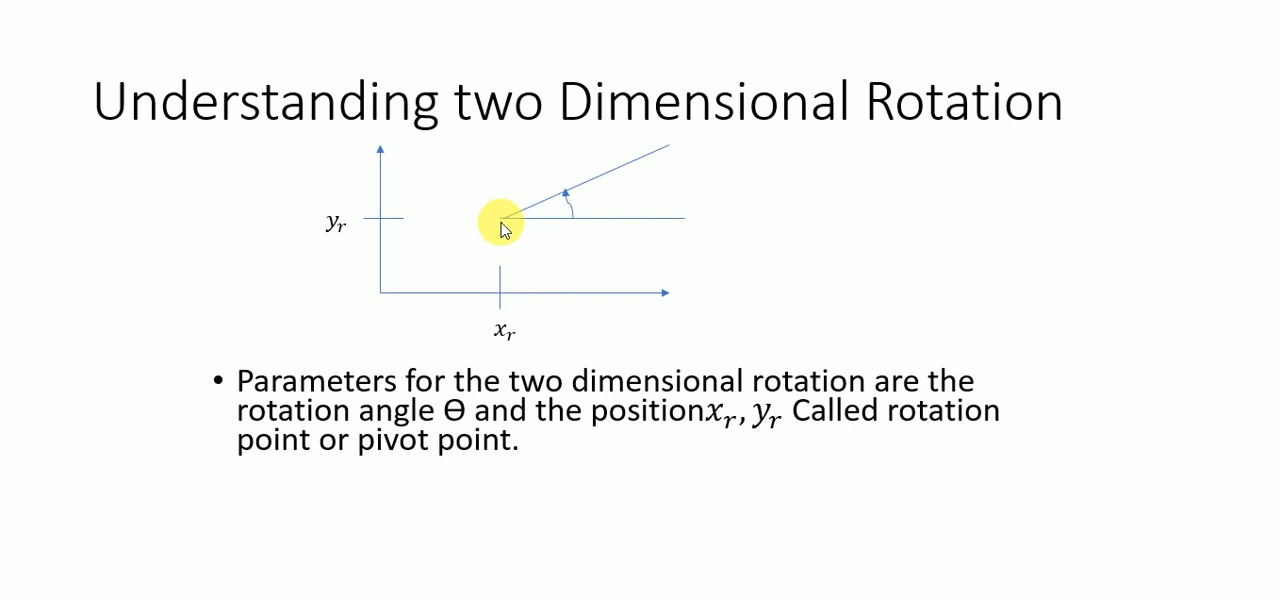 Understanding two Dimensional Rotation
yᵣ
xᵣ
• Parameters for the two dimensional rotation are the
rotation angle ϴ and the positionxᵣ, yᵣ Called rotation
point or pivot point.